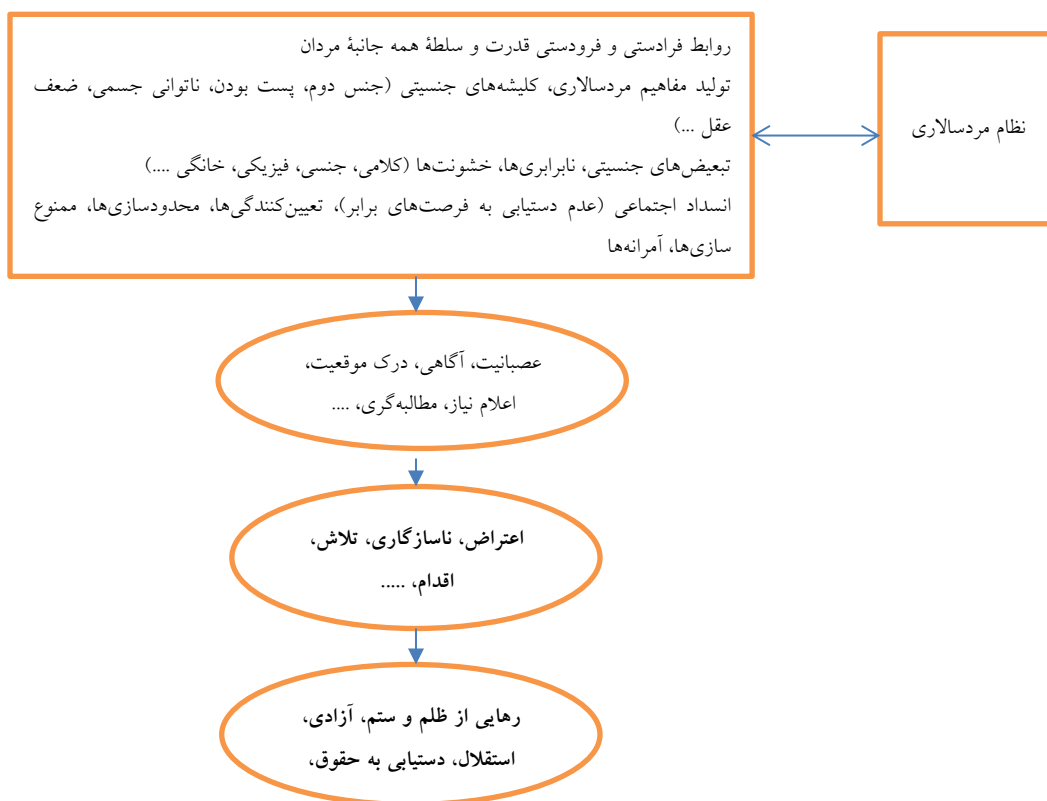 نظام مردسالاری
روابط فرادستی و فرودستی قدرت و سلطهٔ همه جانبهٔ مردان
تولید مفاهیم مردسالاری، کلیشه‌های جنسیتی (جنس دوم، پست بودن، ناتوانی جسمی، ضعف
عقل ...)
تبعیض‌های جنسیتی، نابرابری‌ها، خشونت‌ها (کلامی، جنسی، فیزیکی، خانگی ....)
انسداد اجتماعی (عدم دستیابی به فرصت‌های برابر)، تعیین‌کنندگی‌ها، محدودسازی‌ها، ممنوع
سازی‌ها، آمرانه‌ها
عصبانیت، آگاهی، درک موقعیت،
اعلام نیاز، مطالبه‌گری، ....
اعتراض، ناسازگاری، تلاش،
اقدام، .....
رهایی از ظلم و ستم، آزادی،
استقلال، دستیابی به حقوق،